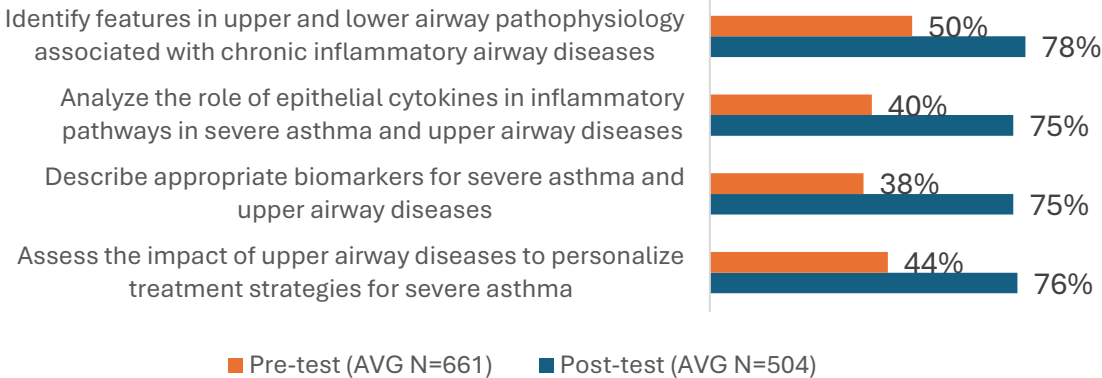 Identify features in upper and lower airway pathophysiology
associated with chronic inflammatory airway diseases
50%
78%
Analyze the role of epithelial cytokines in inflammatory
pathways in severe asthma and upper airway diseases
40%
75%
Describe appropriate biomarkers for severe asthma and
upper airway diseases
38%
75%
Assess the impact of upper airway diseases to personalize
treatment strategies for severe asthma
44%
76%
Pre-test (AVG N=661)
Post-test (AVG N=504)